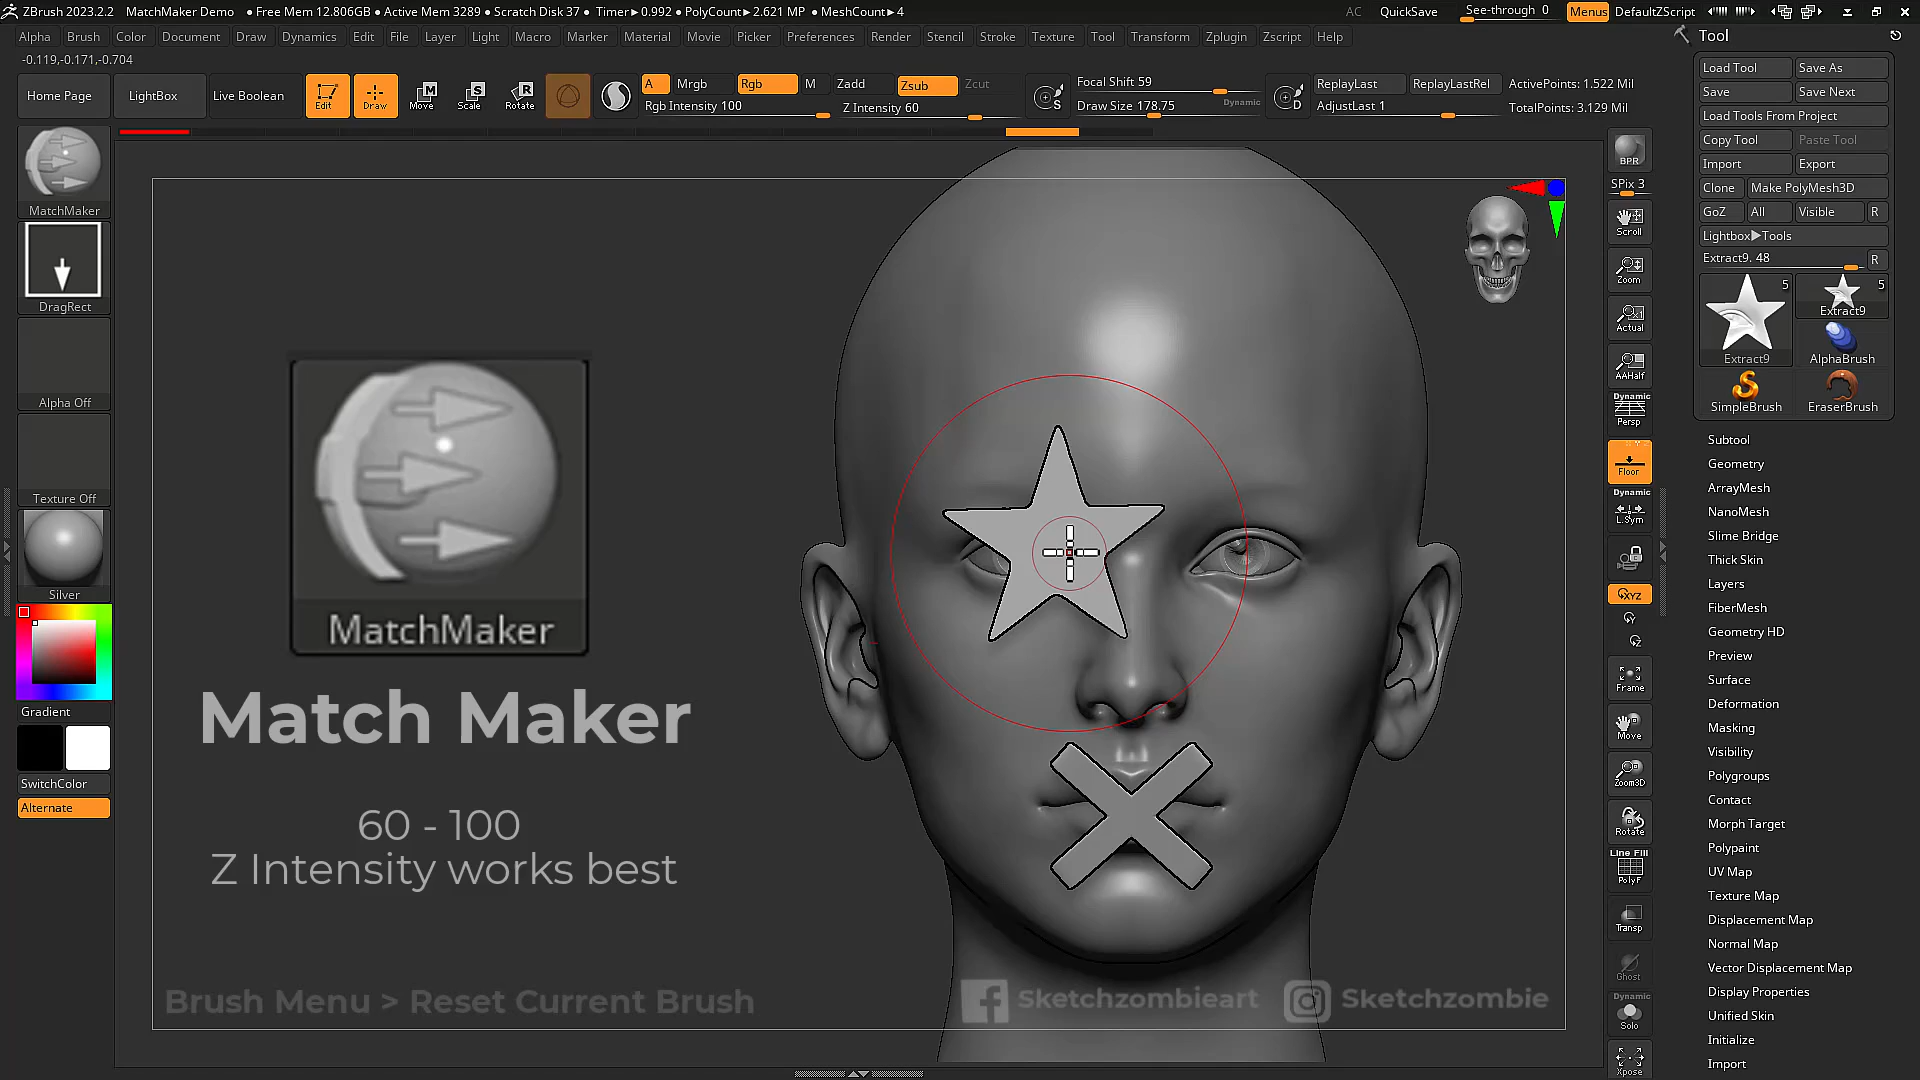 ZBrush 2023.2.2 MatchMaker Demo ● Free Mem 12.806GB ● Active Mem 3289 ● Scratch Disk 37 ● Timer►0.992 ● PolyCount►2.621 MP ● MeshCount►4
AC QuickSave See-through 0 Menus DefaultZScript
Alpha Brush Color Document Draw Dynamics Edit File Layer Light Macro Marker Material Movie Picker Preferences Render Stencil Stroke Texture Tool Transform Zplugin Zscript Help
-0.119,-0.171,-0.704
Home Page LightBox Live Boolean Edit Draw Move Scale Rotate
A Mrgb Rgb M Zadd Zsub Zcut
Rgb Intensity 100 Z Intensity 60
S Focal Shift 59
Draw Size 178.75 Dynamic
D ReplayLast ReplayLastRel ActivePoints: 1.522 Mil
AdjustLast 1 TotalPoints: 3.129 Mil
MatchMaker
DragRect
Alpha Off
Texture Off
Silver
Gradient
SwitchColor
Alternate
MatchMaker
Match Maker
60 - 100
Z Intensity works best
Brush Menu > Reset Current Brush
Sketchzombieart Sketchzombie
BPR
SPix 3
Scroll
Zoom
Actual
AAHalf
Dynamic
Persp
Floor
Dynamic
L.Sym
XYZ
Y
Z
Frame
Move
Zoom3D
Rotate
Line Fill
PolyF
Transp
Ghost
Dynamic
Solo
Xpose
Tool
Load Tool Save As
Save Save Next
Load Tools From Project
Copy Tool Paste Tool
Import Export
Clone Make PolyMesh3D
GoZ All Visible R
Lightbox►Tools
Extract9. 48 R
5 5
Extract9
Extract9 AlphaBrush
SimpleBrush EraserBrush
Subtool
Geometry
ArrayMesh
NanoMesh
Slime Bridge
Thick Skin
Layers
FiberMesh
Geometry HD
Preview
Surface
Deformation
Masking
Visibility
Polygroups
Contact
Morph Target
Polypaint
UV Map
Texture Map
Displacement Map
Normal Map
Vector Displacement Map
Display Properties
Unified Skin
Initialize
Import